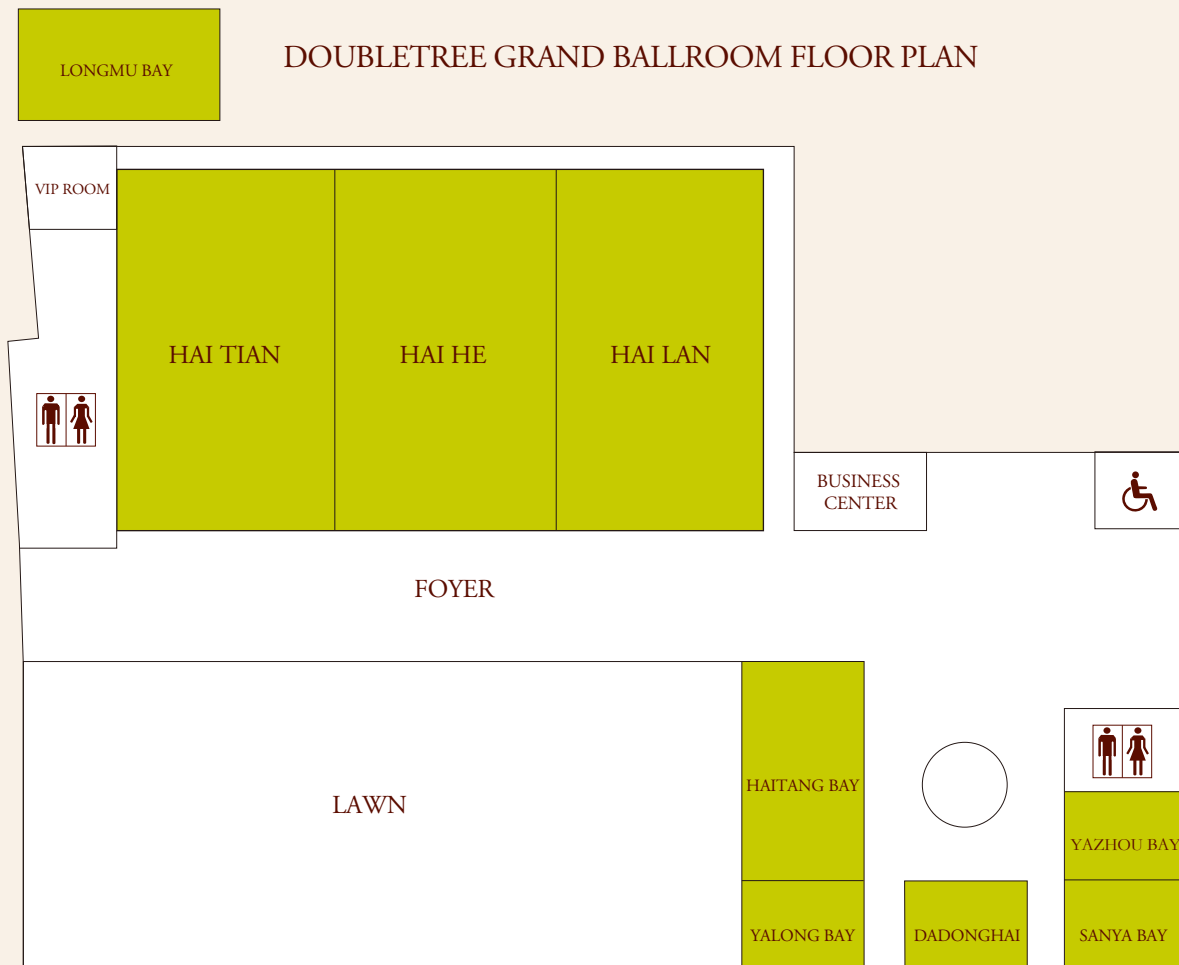 LONGMU BAY
DOUBLETREE GRAND BALLROOM FLOOR PLAN
VIP ROOM
HAI TIAN
HAI HE
HAI LAN
BUSINESS
CENTER
FOYER
LAWN
HAITANG BAY
YAZHOU BAY
YALONG BAY
DADONGHAI
SANYA BAY